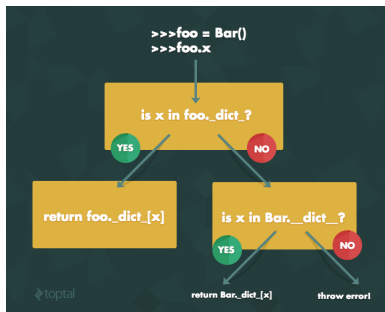 >>>foo = Bar()
>>>foo.x
is x in foo._dict_?
YES
NO
return foo._dict_[x]
is x in Bar.__dict__?
YES
NO
return Bar._dict_[x]
throw error!
toptal